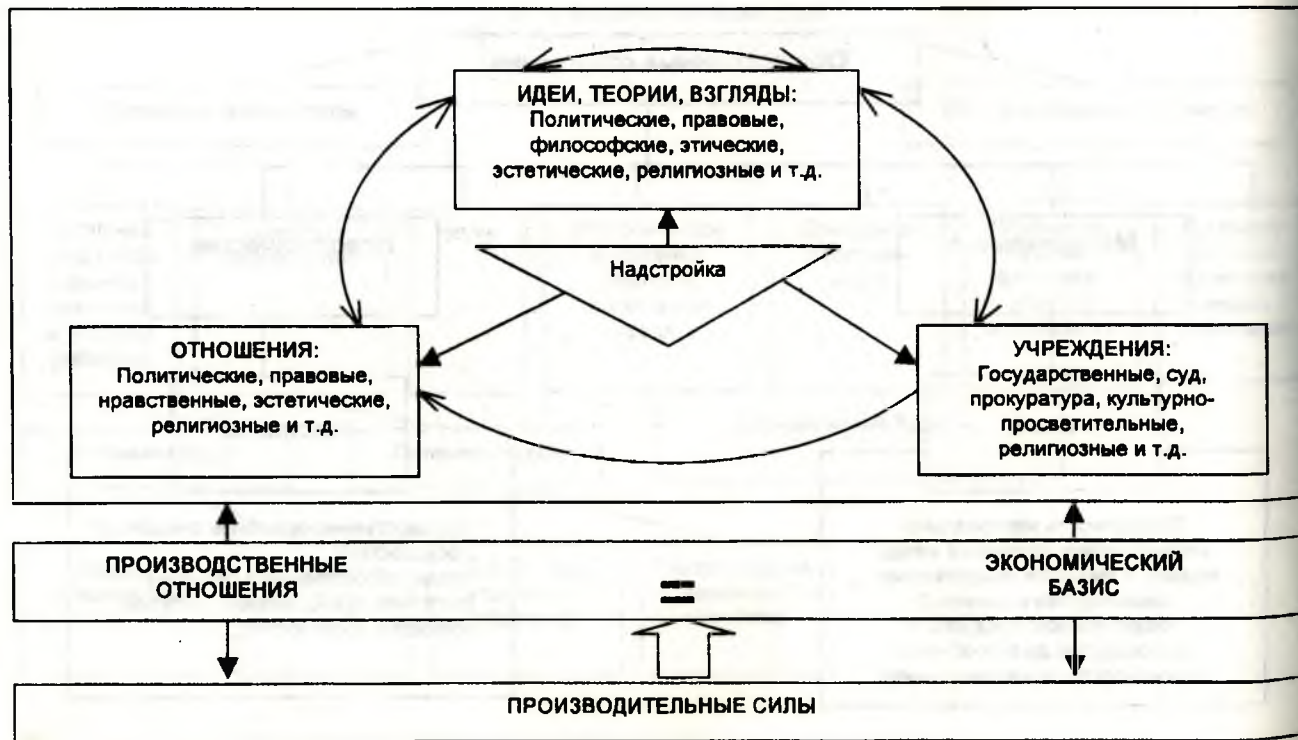 ИДЕИ, ТЕОРИИ, ВЗГЛЯДЫ:
Политические, правовые,
философские, этические,
эстетические, религиозные и т.д.
Надстройка
ОТНОШЕНИЯ:
Политические, правовые,
нравственные, эстетические,
религиозные и т.д.
УЧРЕЖДЕНИЯ:
Государственные, суд,
прокуратура, культурно-
просветительные,
религиозные и т.д.
ПРОИЗВОДСТВЕННЫЕ
ОТНОШЕНИЯ
=
ЭКОНОМИЧЕСКИЙ
БАЗИС
ПРОИЗВОДИТЕЛЬНЫЕ СИЛЫ